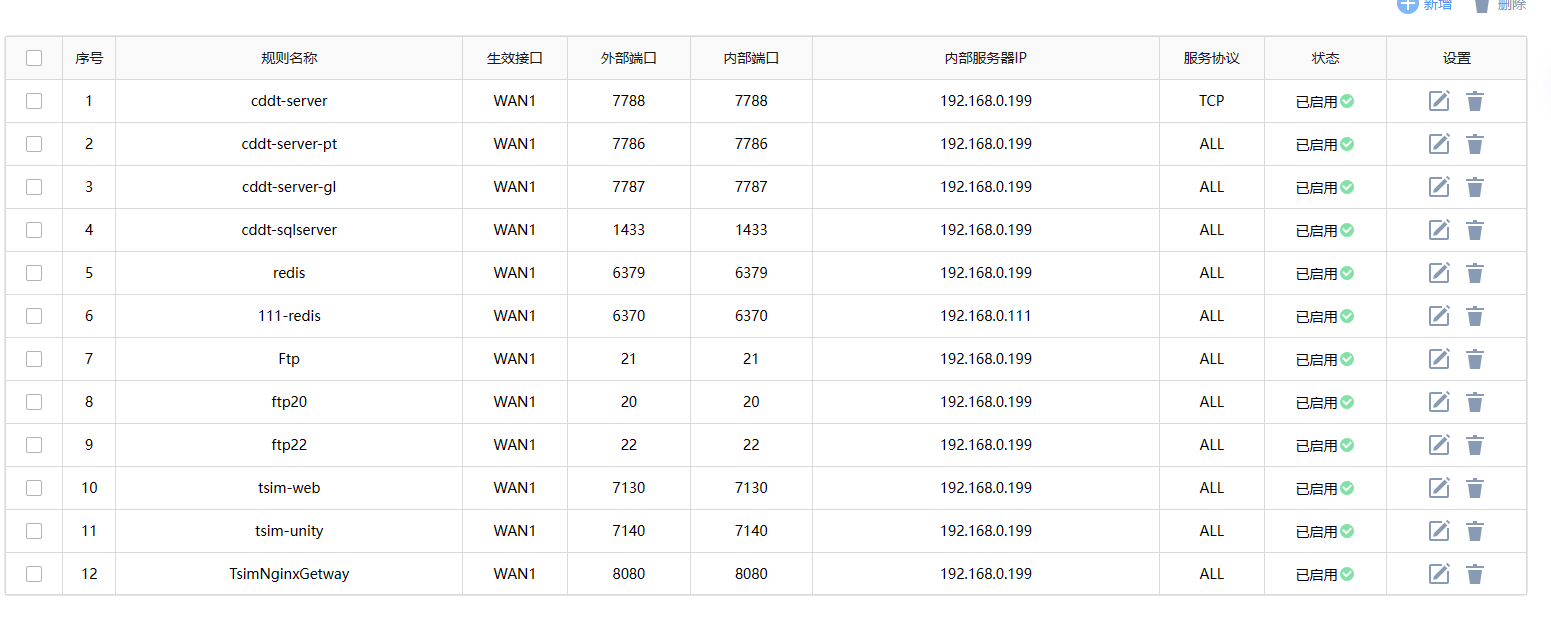 新增 删除
序号 规则名称 生效接口 外部端口 内部端口 内部服务器IP 服务协议 状态 设置
1 cddt-server WAN1 7788 7788 192.168.0.199 TCP 已启用
2 cddt-server-pt WAN1 7786 7786 192.168.0.199 ALL 已启用
3 cddt-server-gl WAN1 7787 7787 192.168.0.199 ALL 已启用
4 cddt-sqlserver WAN1 1433 1433 192.168.0.199 ALL 已启用
5 redis WAN1 6379 6379 192.168.0.199 ALL 已启用
6 111-redis WAN1 6370 6370 192.168.0.111 ALL 已启用
7 Ftp WAN1 21 21 192.168.0.199 ALL 已启用
8 ftp20 WAN1 20 20 192.168.0.199 ALL 已启用
9 ftp22 WAN1 22 22 192.168.0.199 ALL 已启用
10 tsim-web WAN1 7130 7130 192.168.0.199 ALL 已启用
11 tsim-unity WAN1 7140 7140 192.168.0.199 ALL 已启用
12 TsimNginxGetway WAN1 8080 8080 192.168.0.199 ALL 已启用